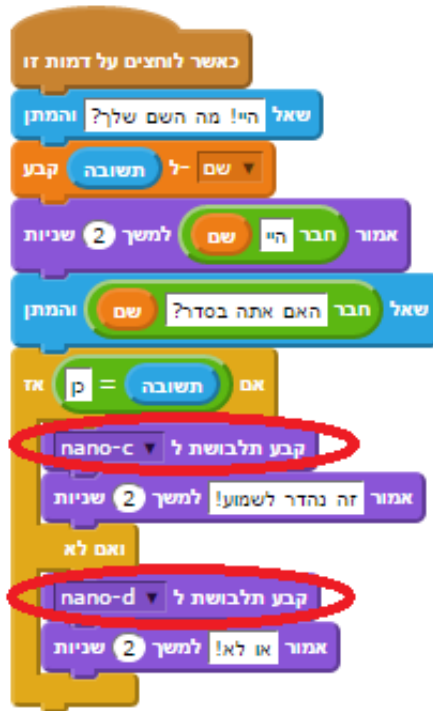 כאשר לוחצים על דמות זו
שאל היי! מה השם שלך? והמתן
שם -ל תשובה קבע
אמור חבר היי שם למשך 2 שניות
שאל חבר האם אתה בסדר? שם והמתן
אם תשובה = כן אז
קבע תלבושת ל nano-c
אמור זה נהדר לשמוע! למשך 2 שניות
ואם לא
קבע תלבושת ל nano-d
אמור או לא! למשך 2 שניות